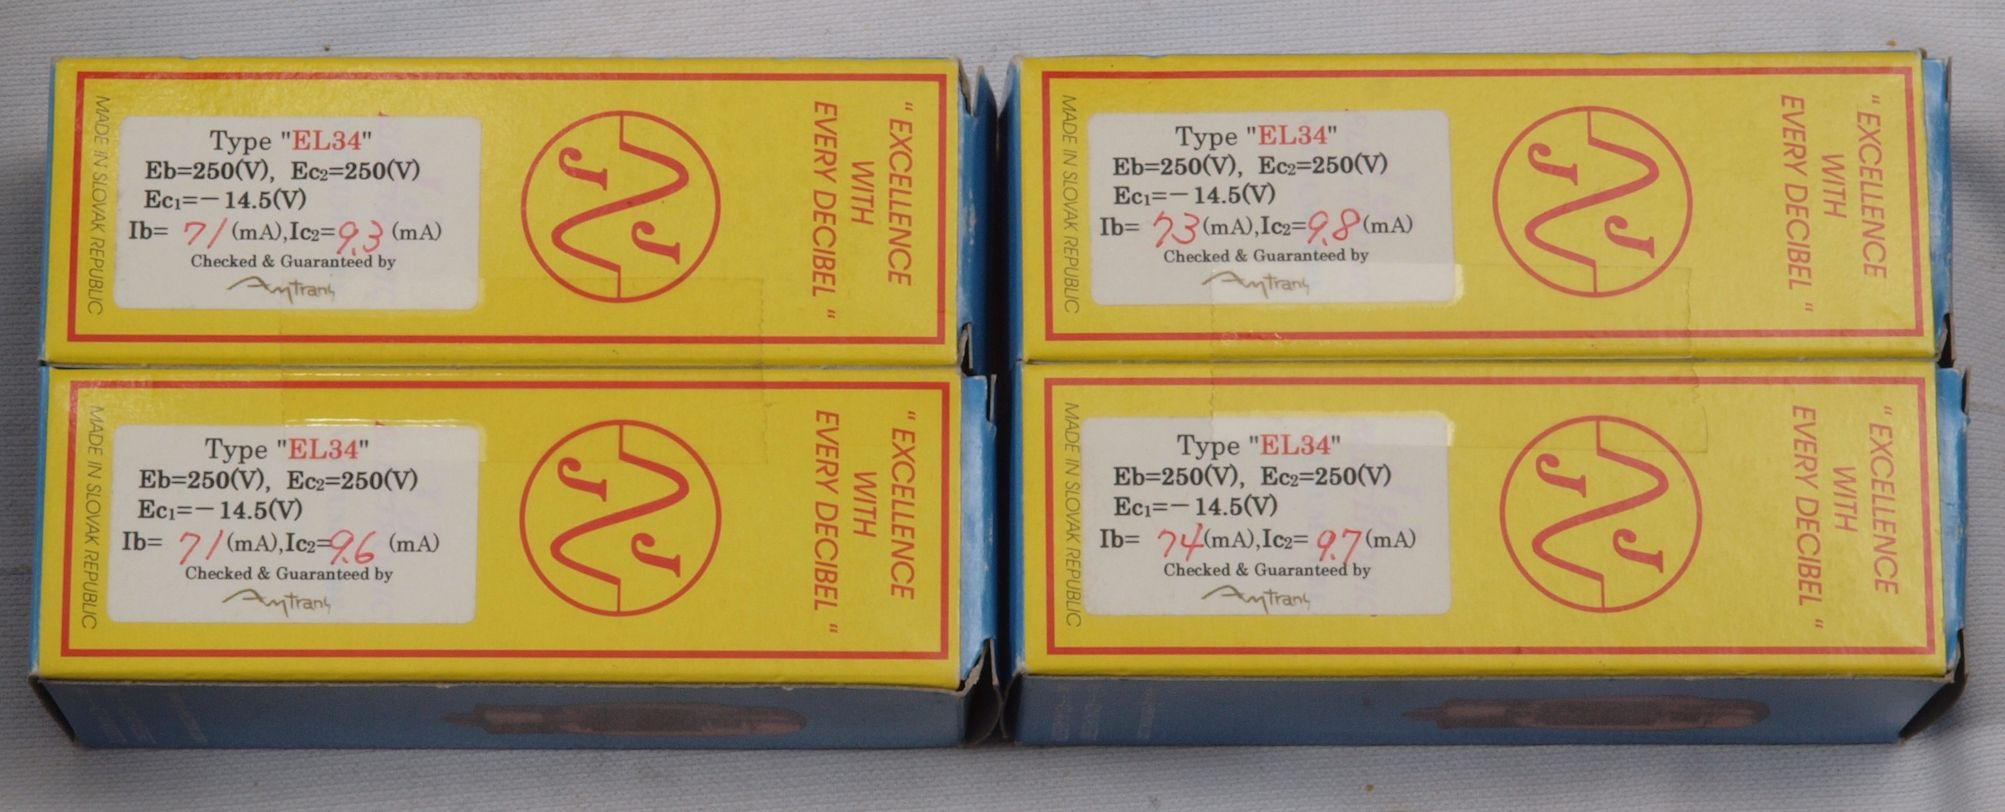 MADE IN SLOVAK REPUBLIC
Type "EL34"
Eb=250(V), Ec2=250(V)
Ec1=−14.5(V)
Ib= 71 (mA),Ic2=9.3 (mA)
Checked & Guaranteed by
Amtrans
JJ
"EXCELLENCE
WITH
EVERY DECIBEL"
MADE IN SLOVAK REPUBLIC
Type "EL34"
Eb=250(V), Ec2=250(V)
Ec1=−14.5(V)
Ib= 73 (mA),Ic2=9.8 (mA)
Checked & Guaranteed by
Amtrans
JJ
"EXCELLENCE
WITH
EVERY DECIBEL"
MADE IN SLOVAK REPUBLIC
Type "EL34"
Eb=250(V), Ec2=250(V)
Ec1=−14.5(V)
Ib= 71 (mA),Ic2=9.6 (mA)
Checked & Guaranteed by
Amtrans
JJ
"EXCELLENCE
WITH
EVERY DECIBEL"
MADE IN SLOVAK REPUBLIC
Type "EL34"
Eb=250(V), Ec2=250(V)
Ec1=−14.5(V)
Ib= 74 (mA),Ic2= 9.7 (mA)
Checked & Guaranteed by
Amtrans
JJ
"EXCELLENCE
WITH
EVERY DECIBEL"